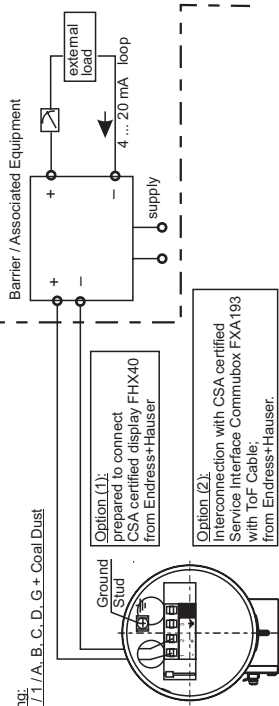 Barrier / Associated Equipment
+
–
+
–
external
load
4 ... 20 mA loop
supply
Option (1):
prepared to connect
CSA certified display FHX40
from Endress+Hauser
Option (2):
Interconnection with CSA certified
Service Interface Commubox FXA193
with ToF Cable;
from Endress+Hauser.
ng:
/ 1 / A, B, C, D, G + Coal Dust
Ground
Stud